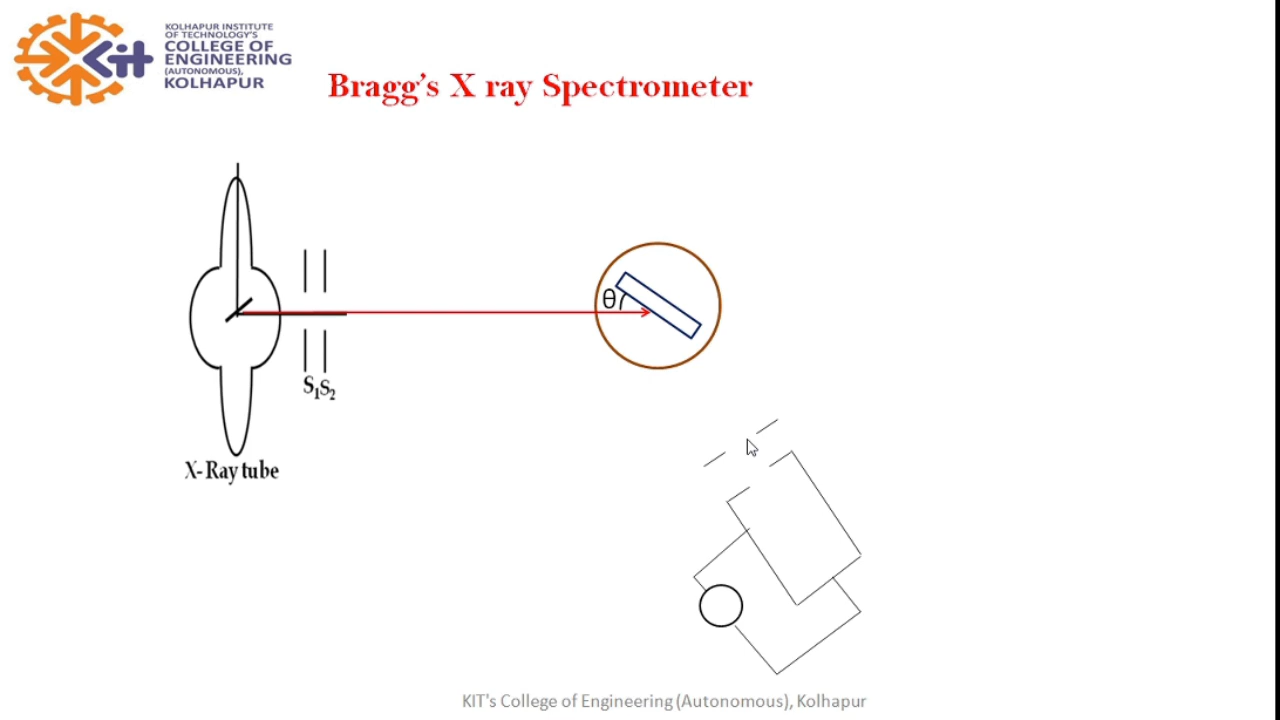 KOLHAPUR INSTITUTE
OF TECHNOLOGY'S
COLLEGE OF
ENGINEERING
(AUTONOMOUS),
KOLHAPUR
Kit
Bragg's X ray Spectrometer
θ
S₁S₂
X-Ray tube
KIT's College of Engineering (Autonomous), Kolhapur